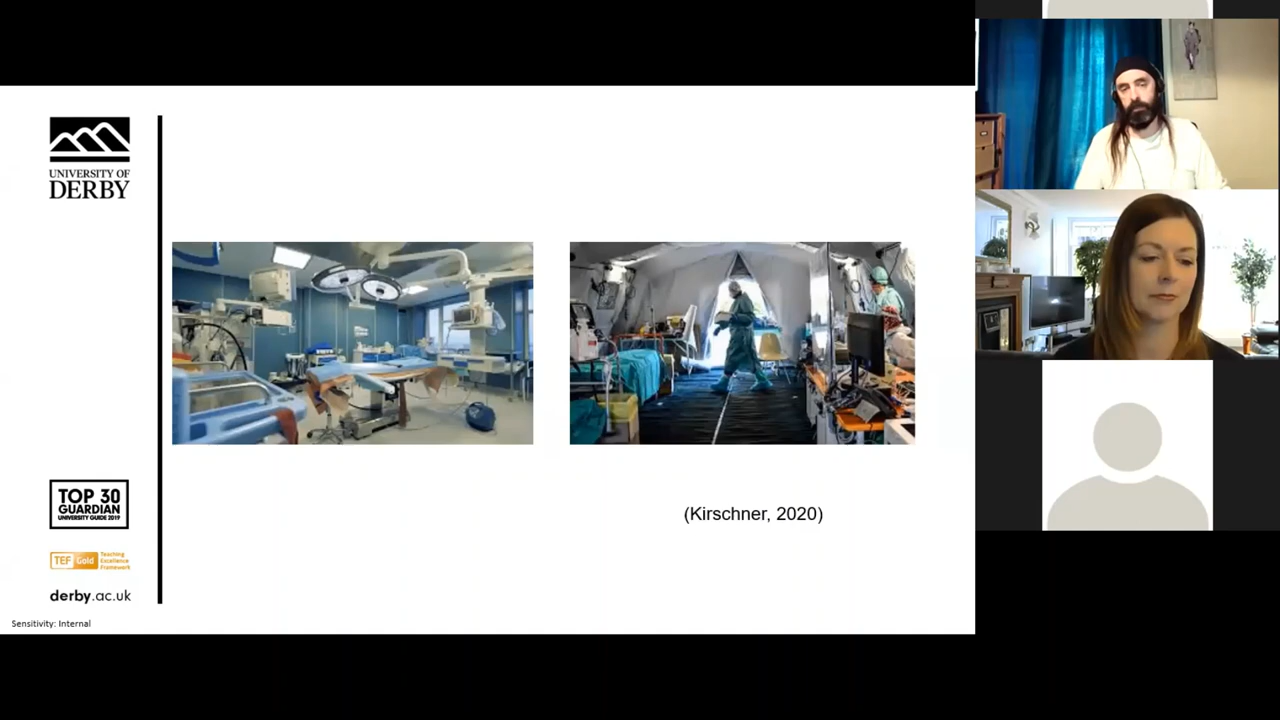 UNIVERSITY OF
DERBY
(Kirschner, 2020)
TOP 30
GUARDIAN
UNIVERSITY GUIDE 2019
TEF Gold
Teaching
Excellence
Framework
derby.ac.uk
Sensitivity: Internal